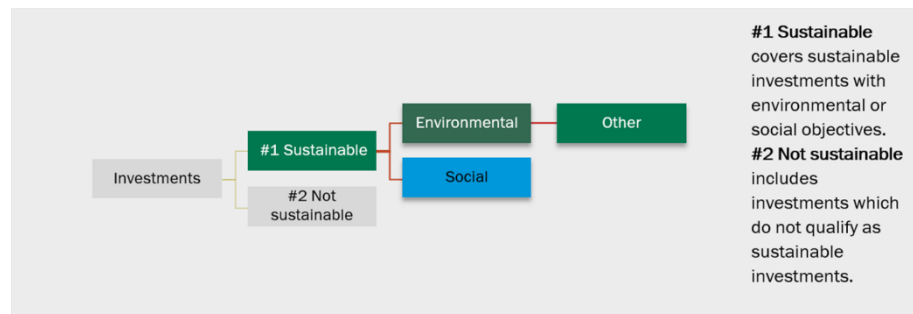 Investments
#1 Sustainable
#2 Not
sustainable
Environmental
Social
Other
#1 Sustainable
covers sustainable
investments with
environmental or
social objectives.
#2 Not sustainable
includes
investments which
do not qualify as
sustainable
investments.